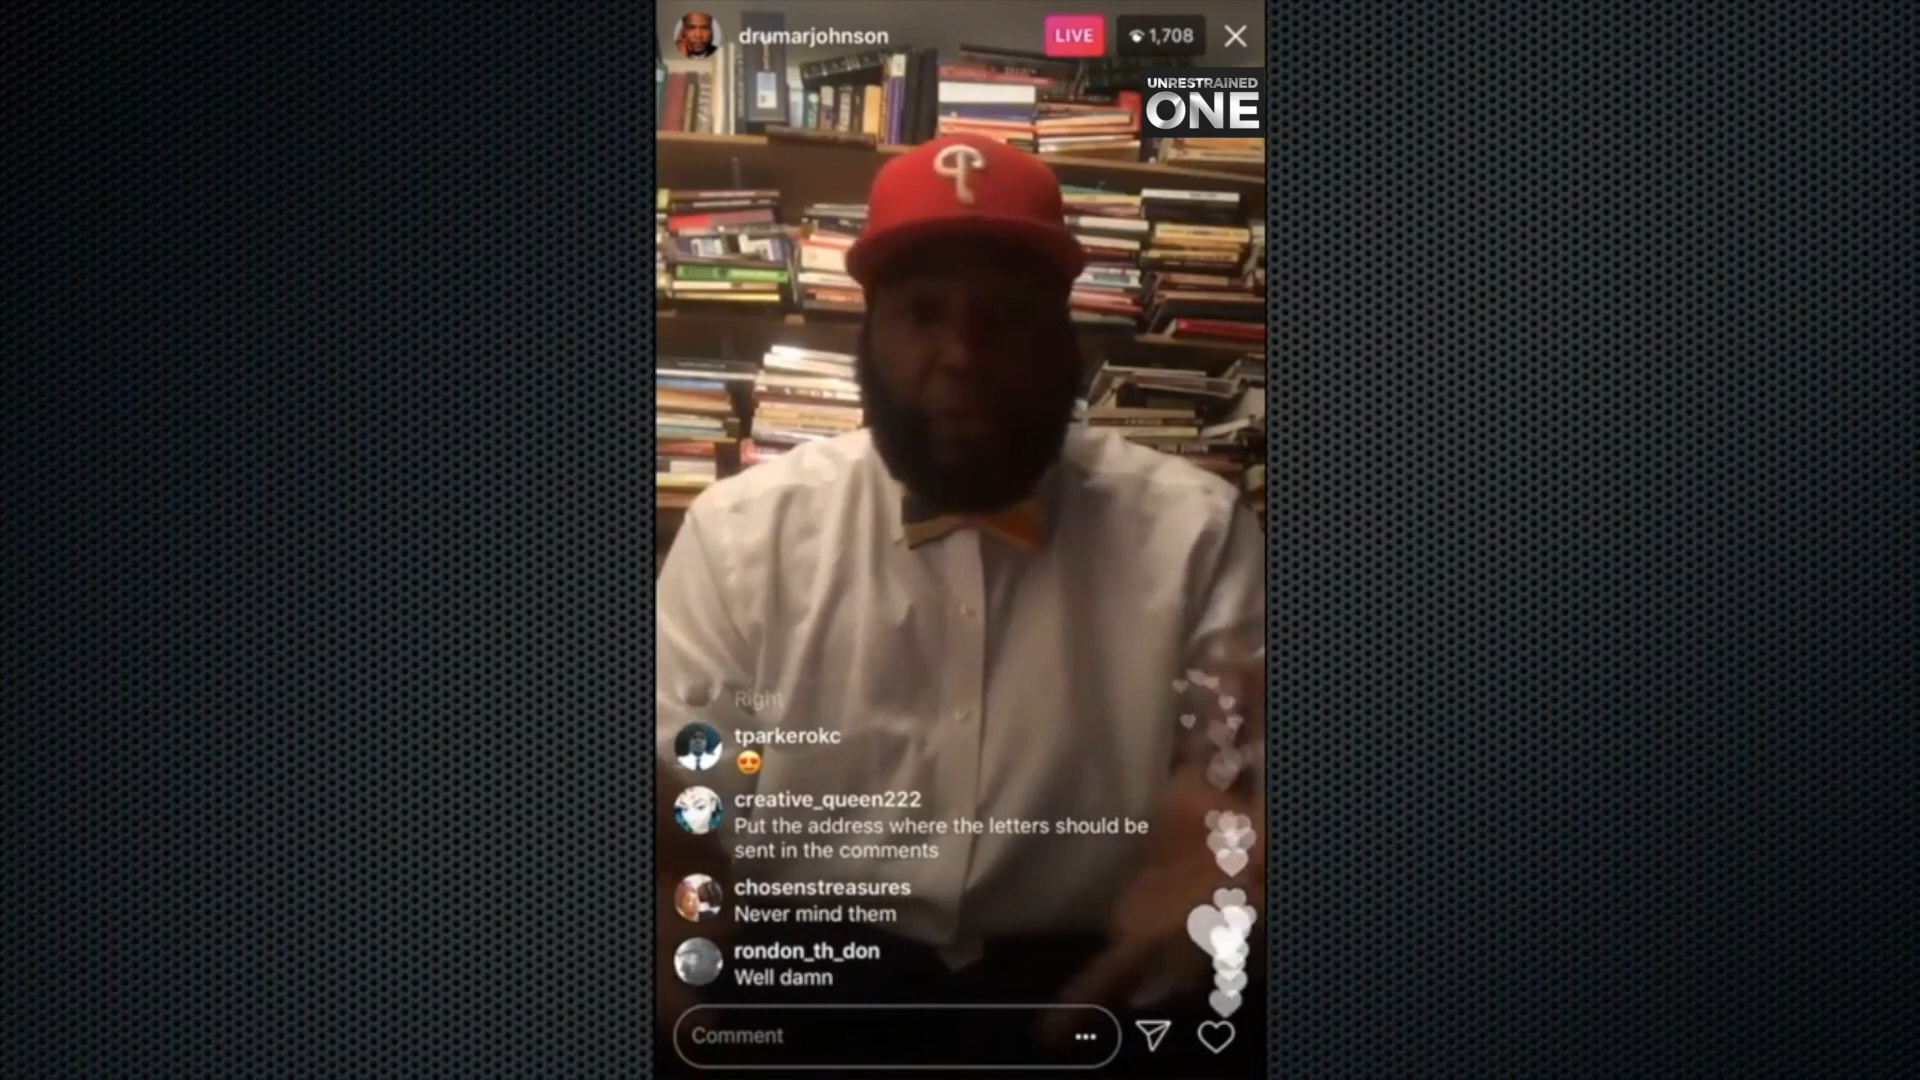 drumarjohnson
LIVE
1,708
UNRESTRAINED
ONE
P
Right
tparkerokc
creative_queen222
Put the address where the letters should be
sent in the comments
chosenstreasures
Never mind them
rondon_th_don
Well damn
Comment